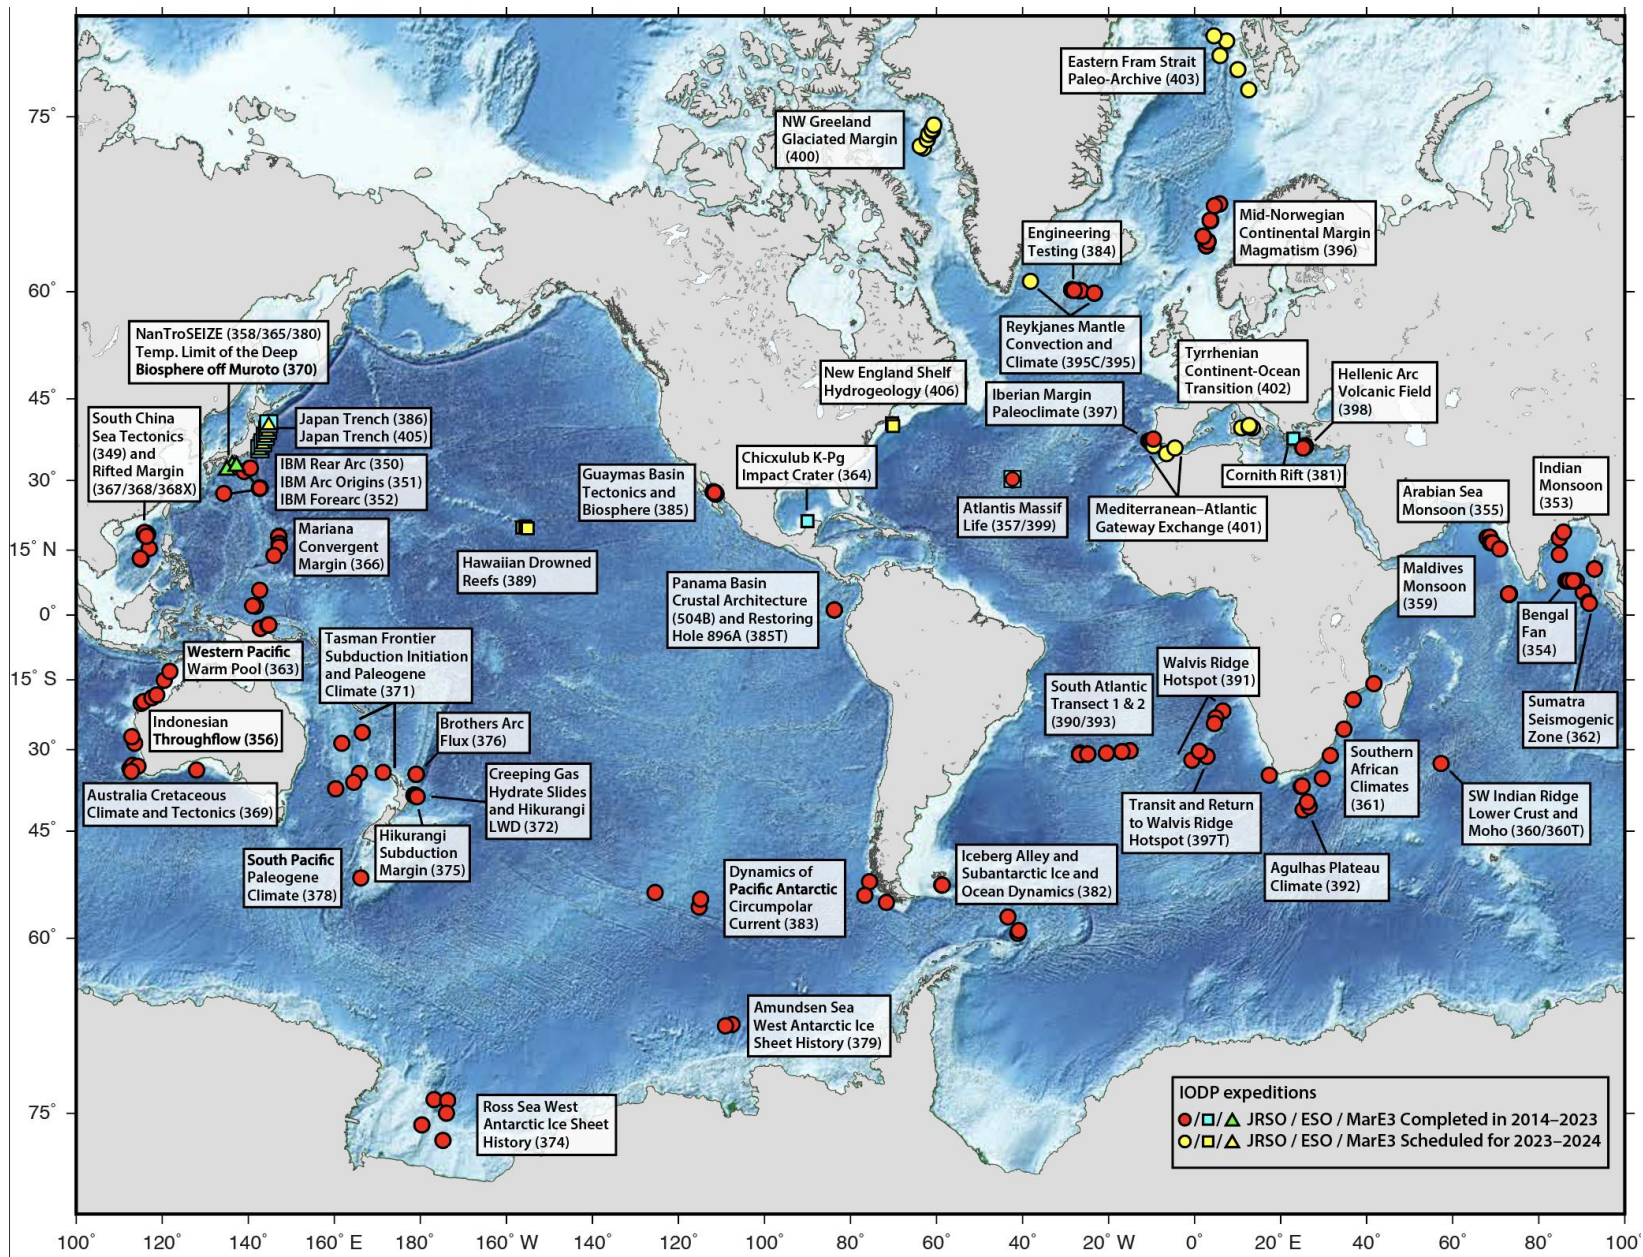 Eastern Fram Strait
Paleo-Archive (403)
75°
NW Greeland
Glaciated Margin
(400)
Mid-Norwegian
Continental Margin
Magmatism (396)
Engineering
Testing (384)
60°
Reykjanes Mantle
Convection and
Climate (395C/395)
NanTroSEIZE (358/365/380)
Temp. Limit of the Deep
Biosphere off Muroto (370)
Tyrrhenian
Continent-Ocean
Transition (402)
New England Shelf
Hydrogeology (406)
Hellenic Arc
Volcanic Field
(398)
Iberian Margin
Paleoclimate (397)
45°
South China
Sea Tectonics
(349) and
Rifted Margin
(367/368/368X)
Japan Trench (386)
Japan Trench (405)
IBM Rear Arc (350)
IBM Arc Origins (351)
IBM Forearc (352)
Chicxulub K-Pg
Impact Crater (364)
Guaymas Basin
Tectonics and
Biosphere (385)
Cornith Rift (381)
Indian
Monsoon
(353)
30°
Arabian Sea
Monsoon (355)
Atlantis Massif
Life (357/399)
Mediterranean–Atlantic
Gateway Exchange (401)
Mariana
Convergent
Margin (366)
15° N
Hawaiian Drowned
Reefs (389)
Maldives
Monsoon
(359)
Panama Basin
Crustal Architecture
(504B) and Restoring
Hole 896A (385T)
Bengal
Fan
(354)
0°
Tasman Frontier
Subduction Initiation
and Paleogene
Climate (371)
Western Pacific
Warm Pool (363)
15° S
Walvis Ridge
Hotspot (391)
South Atlantic
Transect 1 & 2
(390/393)
Sumatra
Seismogenic
Zone (362)
Indonesian
Throughflow (356)
Brothers Arc
Flux (376)
30°
Southern
African
Climates
(361)
Creeping Gas
Hydrate Slides
and Hikurangi
LWD (372)
Australia Cretaceous
Climate and Tectonics (369)
SW Indian Ridge
Lower Crust and
Moho (360/360T)
Transit and Return
to Walvis Ridge
Hotspot (397T)
45°
Hikurangi
Subduction
Margin (375)
South Pacific
Paleogene
Climate (378)
Iceberg Alley and
Subantarctic Ice and
Ocean Dynamics (382)
Agulhas Plateau
Climate (392)
Dynamics of
Pacific Antarctic
Circumpolar
Current (383)
60°
Amundsen Sea
West Antarctic Ice
Sheet History (379)
75°
Ross Sea West
Antarctic Ice Sheet
History (374)
IODP expeditions
JRSO / ESO / MarE3 Completed in 2014–2023
JRSO / ESO / MarE3 Scheduled for 2023–2024
100° 120° 140° 160° E 180° 160° W 140° 120° 100° 80° 60° 40° 20° W 0° 20° E 40° 60° 80° 100°